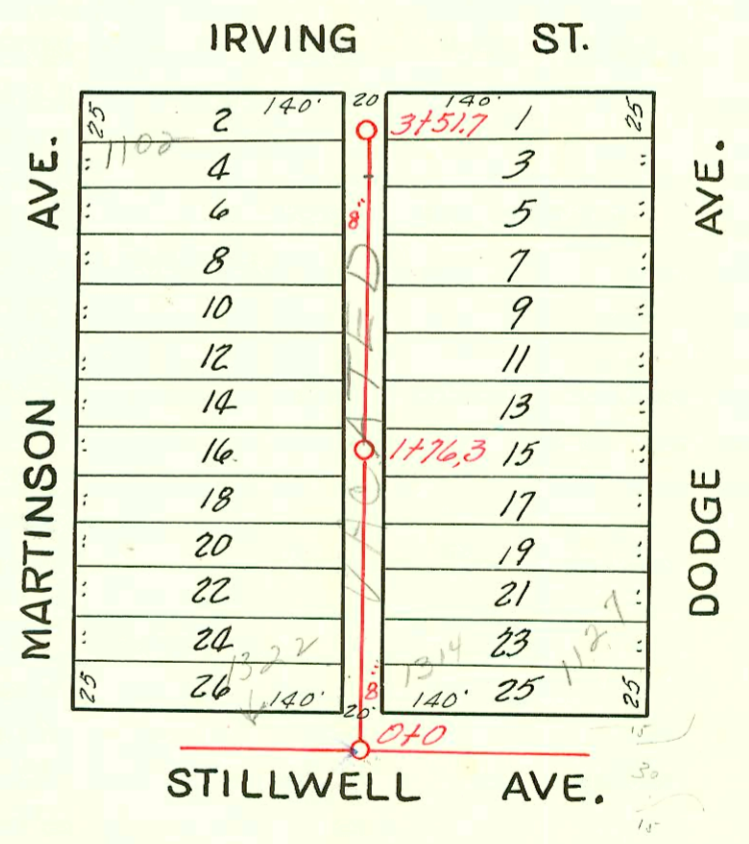 IRVING ST.
25 2 140' 20 140' 1 25
3+51.7
1102
4 3
6 5
8"
8 7
10 9
12 11
14 13
16. 1+76,3 15
18 17
20 19
22 21
24 23
1322 1314 112.7
25 26 140' 8" 140' 25 25
20'
0+0
STILLWELL AVE.
MARTINSON AVE.
VACATED
DODGE AVE.
15
30
15